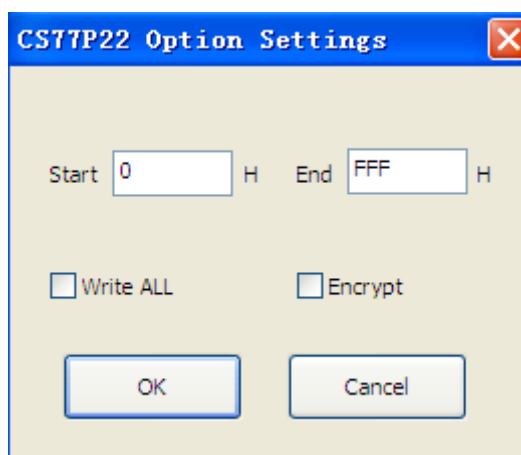 CS77P22 Option Settings
Start 0 H End FFF H
Write ALL Encrypt
OK Cancel